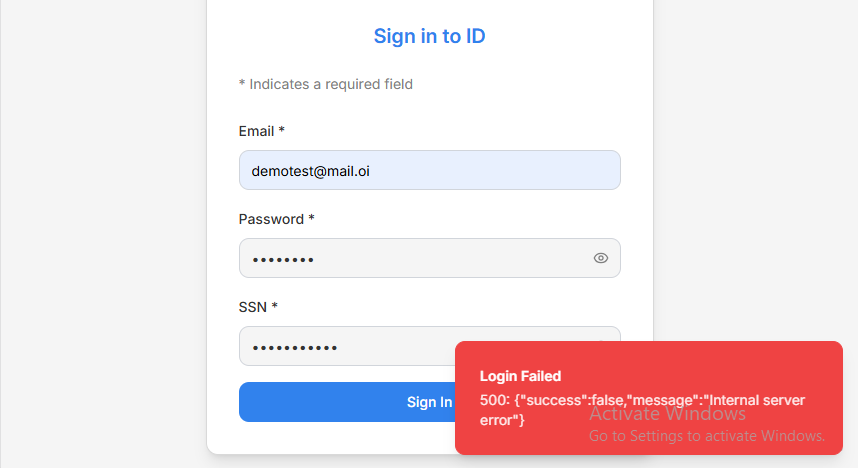 Sign in to ID
* Indicates a required field
Email *
demotest@mail.oi
Password *
••••••••
SSN *
•••••••••••
Sign In
Login Failed
500: {"success":false,"message":"Internal server
error"}
Activate Windows
Go to Settings to activate Windows.